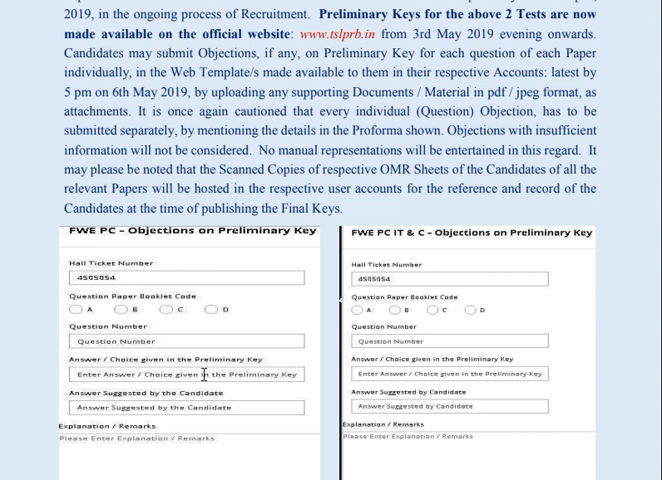 2019, in the ongoing process of Recruitment. Preliminary Keys for the above 2 Tests are now
made available on the official website: www.tslprb.in from 3rd May 2019 evening onwards.
Candidates may submit Objections, if any, on Preliminary Key for each question of each Paper
individually, in the Web Template/s made available to them in their respective Accounts: latest by
5 pm on 6th May 2019, by uploading any supporting Documents / Material in pdf / jpeg format, as
attachments. It is once again cautioned that every individual (Question) Objection, has to be
submitted separately, by mentioning the details in the Proforma shown. Objections with insufficient
information will not be considered. No manual representations will be entertained in this regard. It
may please be noted that the Scanned Copies of respective OMR Sheets of the Candidates of all the
relevant Papers will be hosted in the respective user accounts for the reference and record of the
Candidates at the time of publishing the Final Keys.
FWE PC – Objections on Preliminary Key
Hall Ticket Number
4505054
Question Paper Booklet Code
A B C D
Question Number
Question Number
Answer / Choice given in the Preliminary Key
Enter Answer / Choice given in the Preliminary Key
Answer Suggested by the Candidate
Answer Suggested by the Candidate
Explanation / Remarks
Please Enter Explanation / Remarks
FWE PC IT & C – Objections on Preliminary Key
Hall Ticket Number
4505054
Question Paper Booklet Code
A B C D
Question Number
Question Number
Answer / Choice given in the Preliminary Key
Enter Answer / Choice given in the Preliminary Key
Answer Suggested by Candidate
Answer Suggested by Candidate
Explanation / Remarks
Please Enter Explanation / Remarks